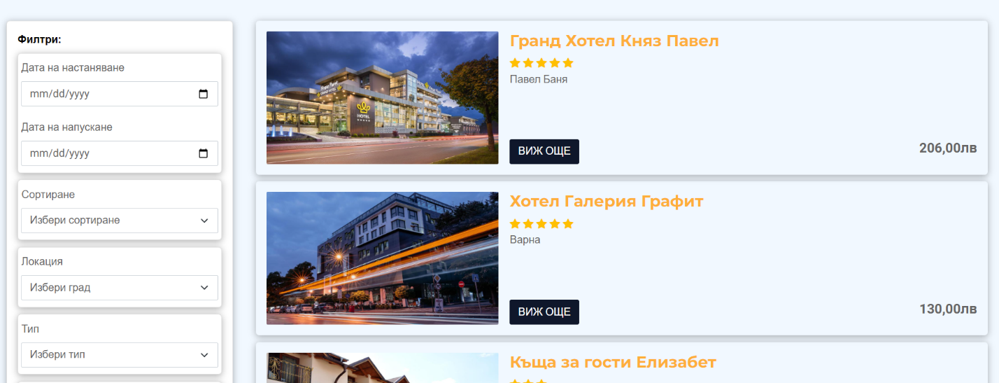 Филтри:
Дата на настаняване
mm/dd/yyyy
Дата на напускане
mm/dd/yyyy
Сортиране
Избери сортиране
Локация
Избери град
Тип
Избери тип
Гранд Хотел Княз Павел
Павел Баня
ВИЖ ОЩЕ
206,00лв
HOTEL
Хотел Галерия Графит
Варна
ВИЖ ОЩЕ
130,00лв
Къща за гости Елизабет